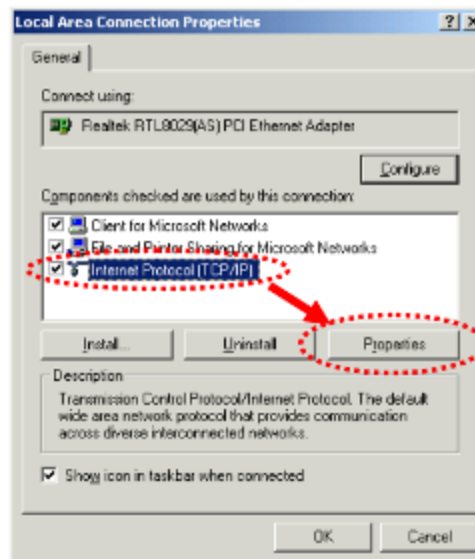 Local Area Connection Properties
General
Connect using:
Realtek RTL8029(AS) PCI Ethernet Adapter
Configure
Components checked are used by this connection:
Client for Microsoft Networks
File and Printer Sharing for Microsoft Networks
Internet Protocol (TCP/IP)
Install... Uninstall Properties
Description
Transmission Control Protocol/Internet Protocol. The default
wide area network protocol that provides communication
across diverse interconnected networks.
Show icon in taskbar when connected
OK Cancel